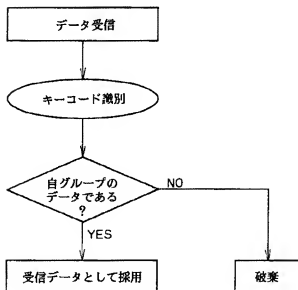 データ受信
キーコード識別
自グループの
データである
?
NO
YES
受信データとして採用
破棄